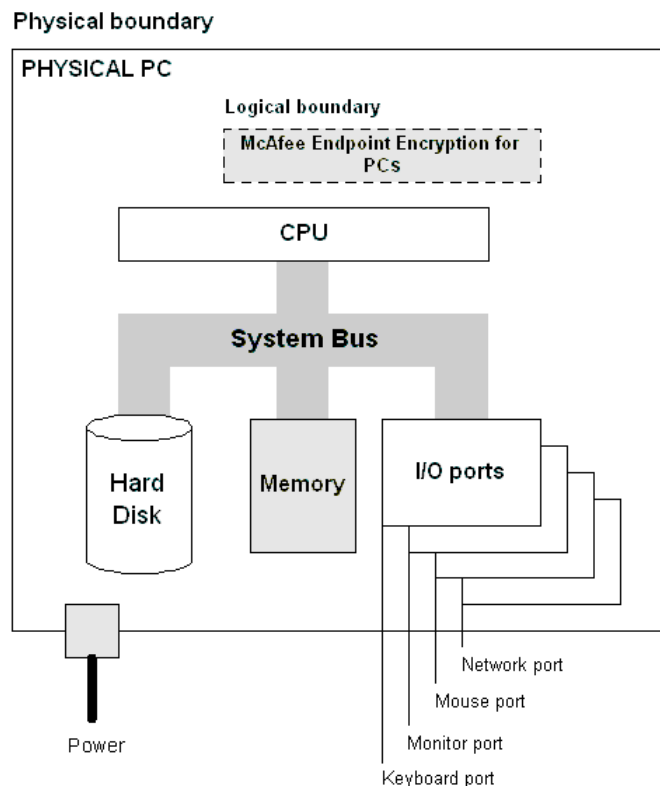 Physical boundary
PHYSICAL PC
Logical boundary
McAfee Endpoint Encryption for
PCs
CPU
System Bus
Hard
Disk
Memory
I/O ports
Network port
Mouse port
Monitor port
Keyboard port
Power